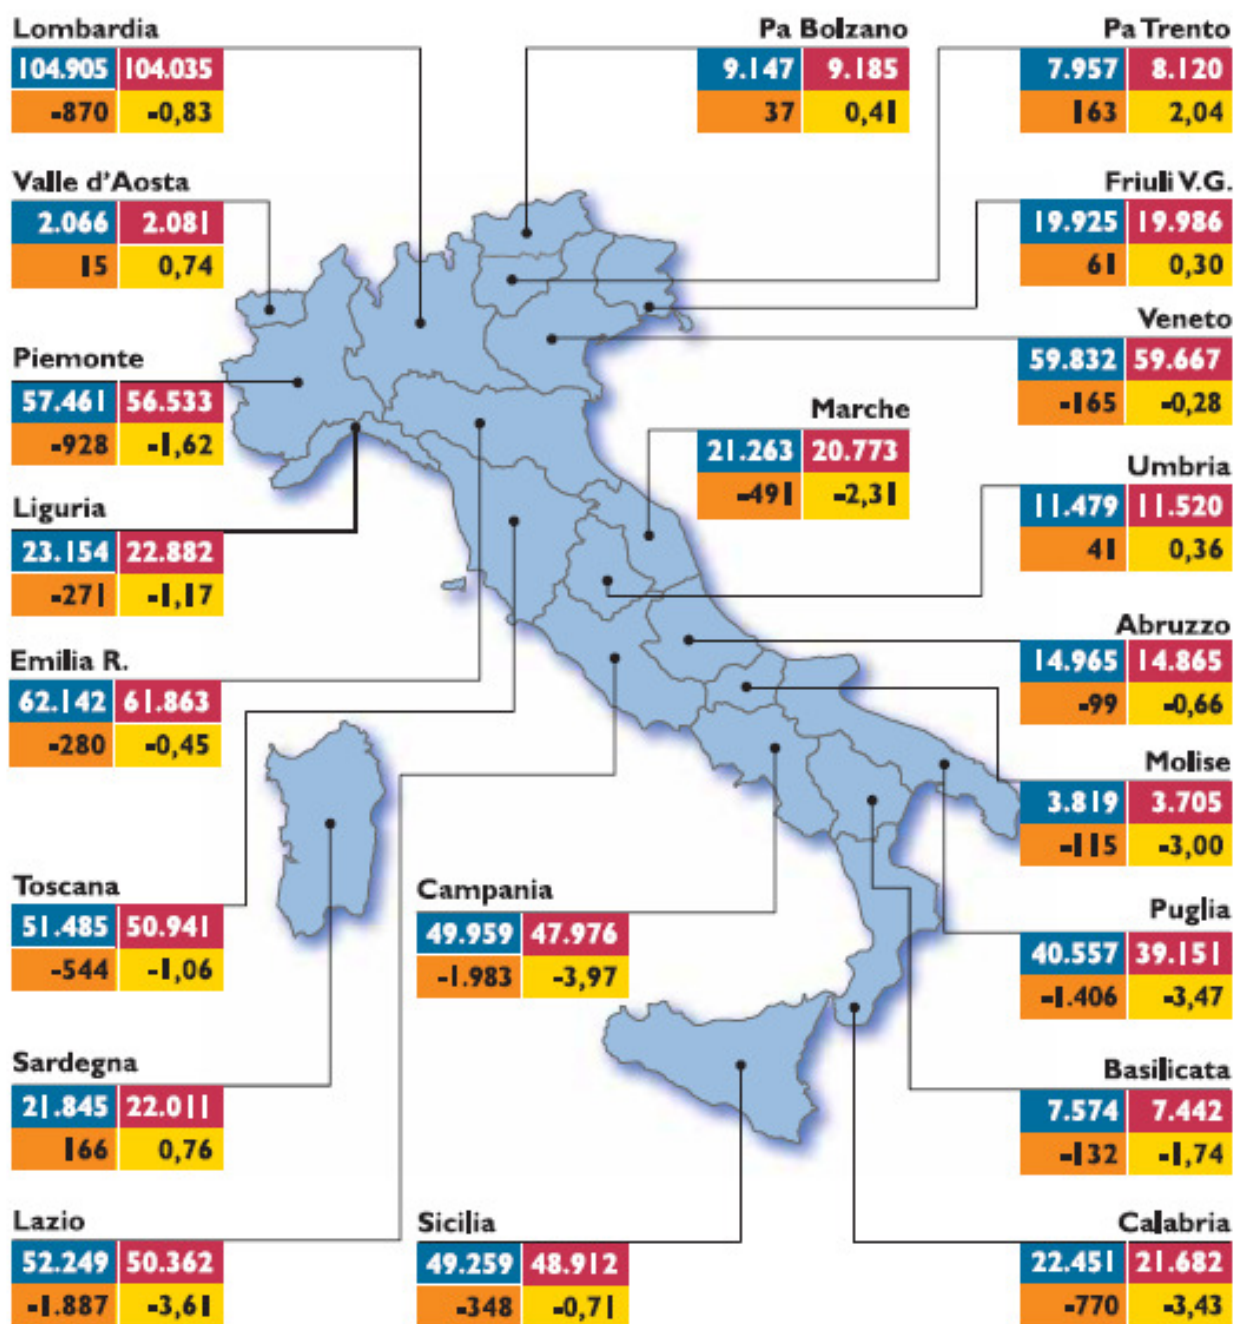 Lombardia
104.905 104.035
-870 -0,83
Pa Bolzano
9.147 9.185
37 0,41
Pa Trento
7.957 8.120
163 2,04
Valle d'Aosta
2.066 2.081
15 0,74
Friuli V.G.
19.925 19.986
61 0,30
Veneto
59.832 59.667
-165 -0,28
Piemonte
57.461 56.533
-928 -1,62
Marche
21.263 20.773
-491 -2,31
Umbria
11.479 11.520
41 0,36
Liguria
23.154 22.882
-271 -1,17
Abruzzo
14.965 14.865
-99 -0,66
Emilia R.
62.142 61.863
-280 -0,45
Molise
3.819 3.705
-115 -3,00
Toscana
51.485 50.941
-544 -1,06
Campania
49.959 47.976
-1.983 -3,97
Puglia
40.557 39.151
-1.406 -3,47
Sardegna
21.845 22.011
166 0,76
Basilicata
7.574 7.442
-132 -1,74
Lazio
52.249 50.362
-1.887 -3,61
Sicilia
49.259 48.912
-348 -0,71
Calabria
22.451 21.682
-770 -3,43